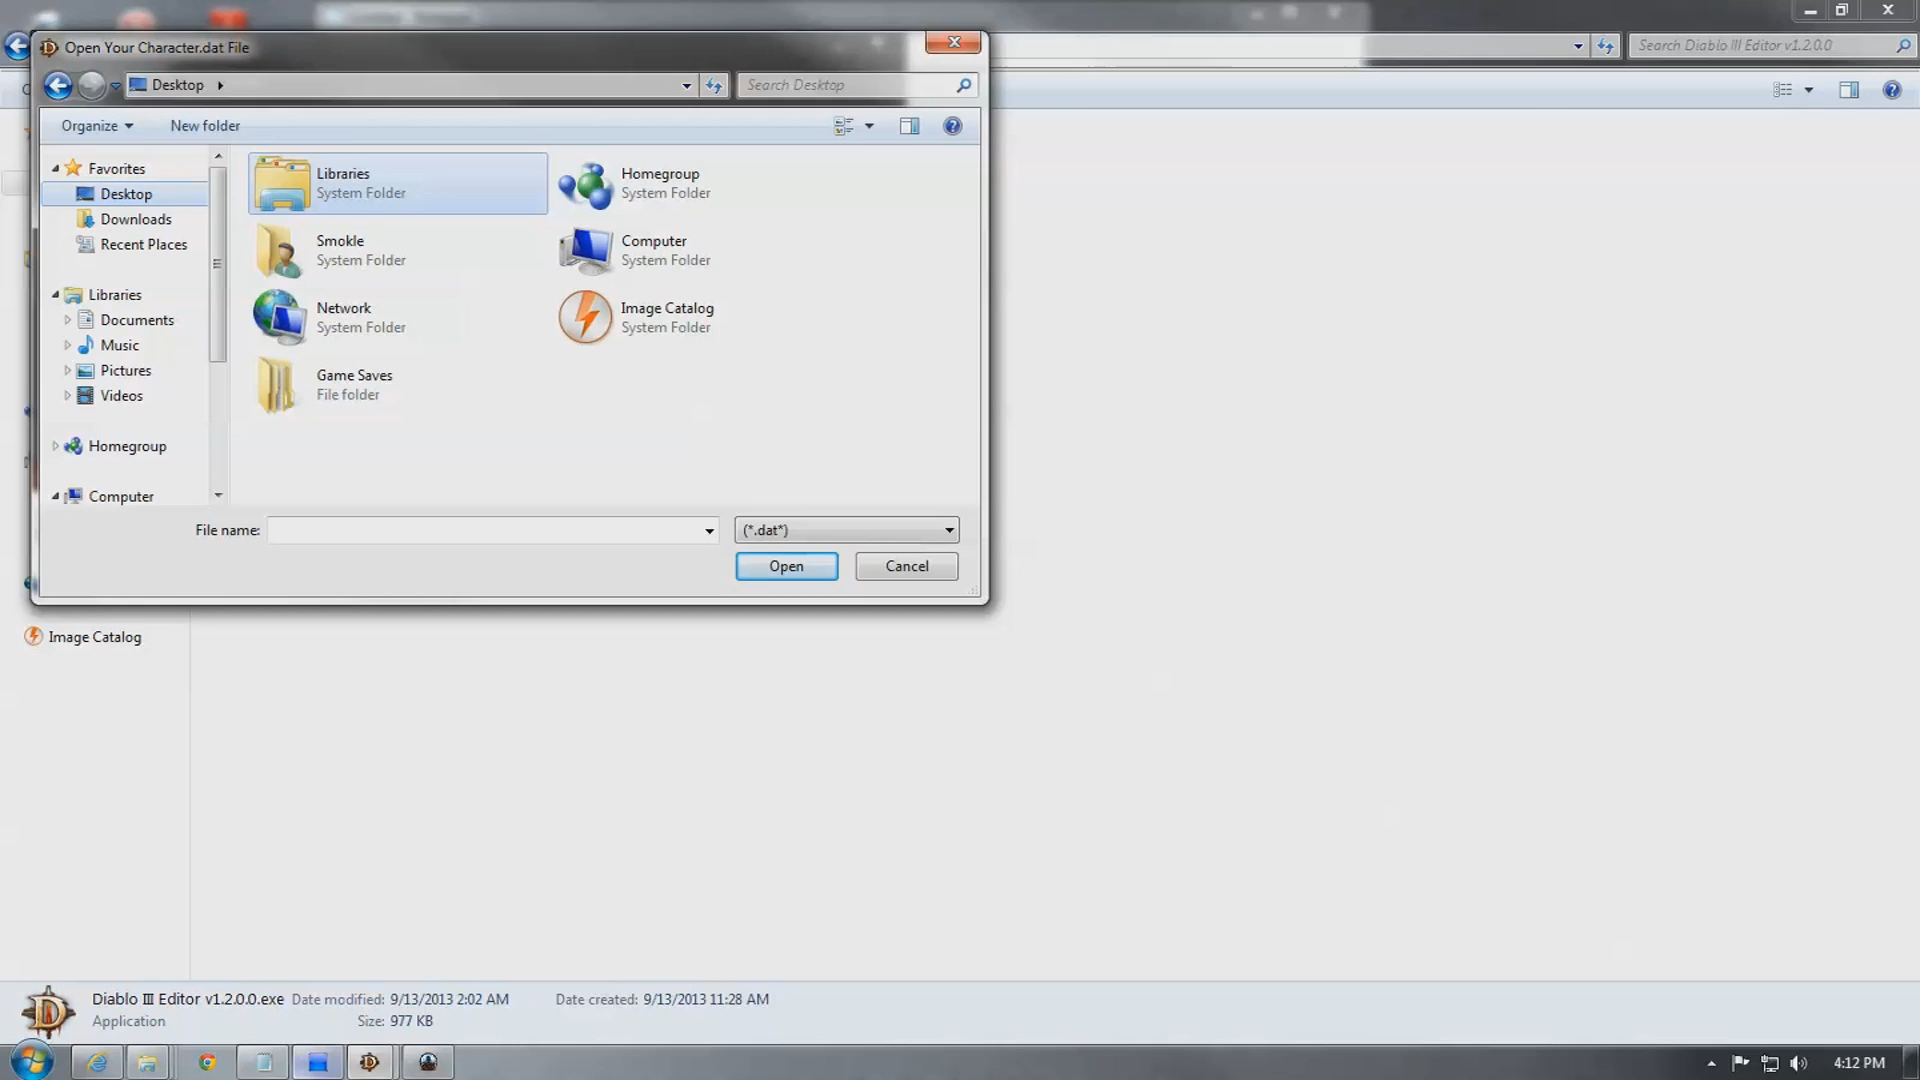 Open Your Character.dat File
Search Diablo III Editor v1.2.0.0
Desktop
Search Desktop
Organize
New folder
Favorites
Desktop
Downloads
Recent Places
Libraries
Documents
Music
Pictures
Videos
Homegroup
Computer
Libraries
System Folder
Homegroup
System Folder
Smokle
System Folder
Computer
System Folder
Network
System Folder
Image Catalog
System Folder
Game Saves
File folder
File name:
(*.dat*)
Open
Cancel
Image Catalog
Diablo III Editor v1.2.0.0.exe Date modified: 9/13/2013 2:02 AM Date created: 9/13/2013 11:28 AM
Application Size: 977 KB
4:12 PM